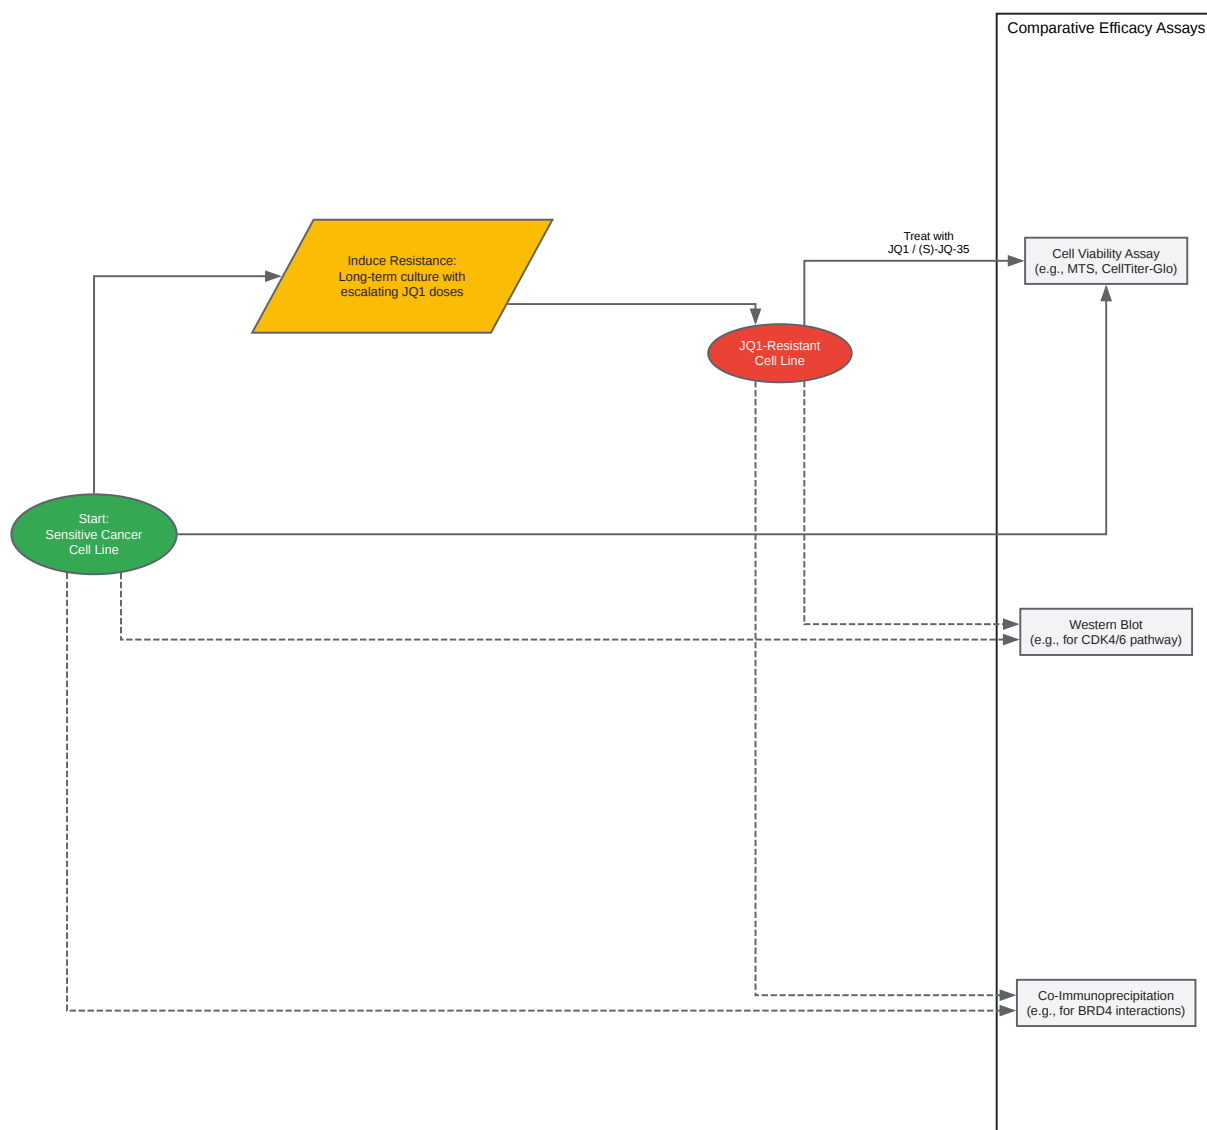 Comparative Efficacy Assays
Treat with
JQ1 / (S)-JQ-35
Cell Viability Assay
(e.g., MTS, CellTiter-Glo)
Induce Resistance:
Long-term culture with
escalating JQ1 doses
JQ1-Resistant
Cell Line
Start:
Sensitive Cancer
Cell Line
Western Blot
(e.g., for CDK4/6 pathway)
Co-Immunoprecipitation
(e.g., for BRD4 interactions)